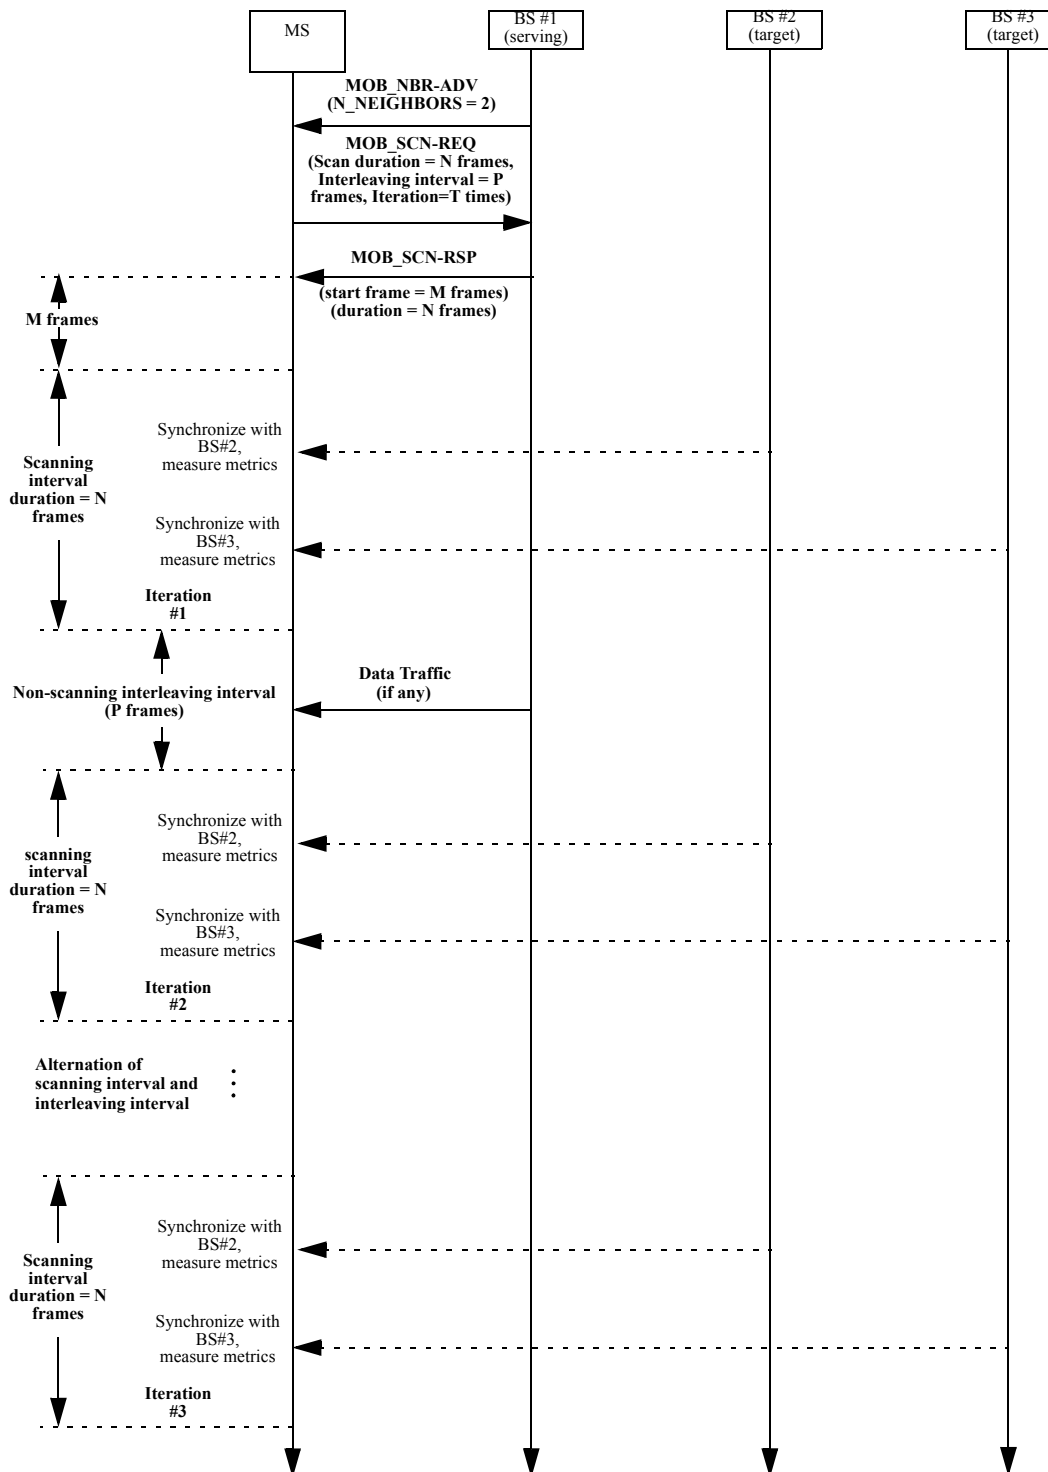 MS
BS #1
(serving)
BS #2
(target)
BS #3
(target)
MOB_NBR-ADV
(N_NEIGHBORS = 2)
MOB_SCN-REQ
(Scan duration = N frames,
Interleaving interval = P
frames, Iteration=T times)
MOB_SCN-RSP
(start frame = M frames)
(duration = N frames)
M frames
Synchronize with
BS#2,
measure metrics
Scanning
interval
duration = N
frames
Synchronize with
BS#3,
measure metrics
Iteration
#1
Non-scanning interleaving interval
(P frames)
Data Traffic
(if any)
Synchronize with
BS#2,
measure metrics
scanning
interval
duration = N
frames
Synchronize with
BS#3,
measure metrics
Iteration
#2
Alternation of
scanning interval and
interleaving interval
Synchronize with
BS#2,
measure metrics
Scanning
interval
duration = N
frames
Synchronize with
BS#3,
measure metrics
Iteration
#3